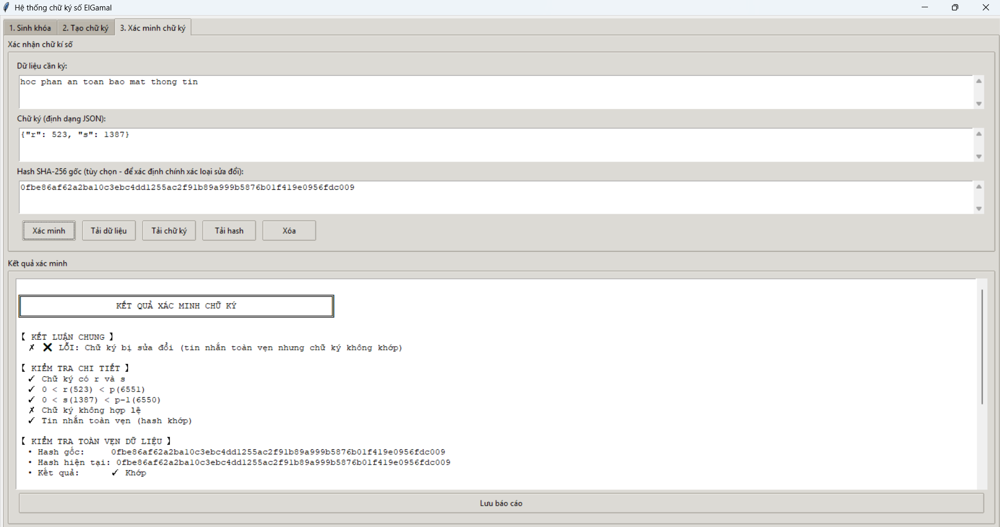 Hệ thống chữ ký số ElGamal
1. Sinh khóa 2. Tạo chữ ký 3. Xác minh chữ ký
Xác nhận chữ kí số
Dữ liệu cần ký:
hoc phan an toan bao mat thong tin
Chữ ký (định dạng JSON):
{"r": 523, "s": 1387}
Hash SHA-256 gốc (tùy chọn - để xác định chính xác loại sửa đổi):
0fbe86af62a2ba10c3ebc4dd1255ac2f91b89a999b5876b01f419e0956fdc009
Xác minh Tải dữ liệu Tải chữ ký Tải hash Xóa
Kết quả xác minh
KẾT QUẢ XÁC MINH CHỮ KÝ
【 KẾT LUẬN CHUNG 】
✗ ❌ LỖI: Chữ ký bị sửa đổi (tin nhắn toàn vẹn nhưng chữ ký không khớp)
【 KIỂM TRA CHI TIẾT 】
✓ Chữ ký có r và s
✓ 0 < r(523) < p(6551)
✓ 0 < s(1387) < p-1(6550)
✗ Chữ ký không hợp lệ
✓ Tin nhắn toàn vẹn (hash khớp)
【 KIỂM TRA TOÀN VẸN DỮ LIỆU 】
• Hash gốc: 0fbe86af62a2ba10c3ebc4dd1255ac2f91b89a999b5876b01f419e0956fdc009
• Hash hiện tại: 0fbe86af62a2ba10c3ebc4dd1255ac2f91b89a999b5876b01f419e0956fdc009
• Kết quả: ✓ Khớp
Lưu báo cáo